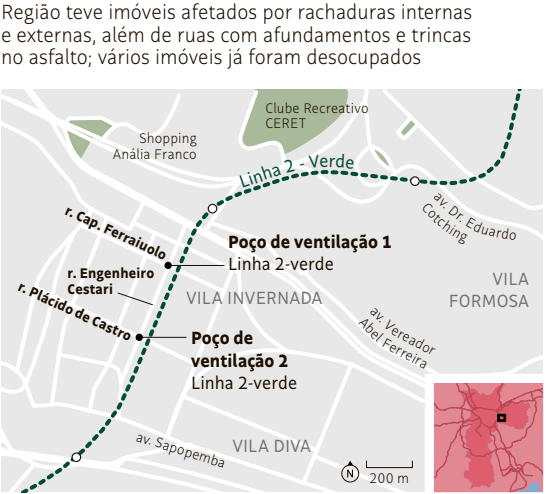 Região teve imóveis afetados por rachaduras internas
e externas, além de ruas com afundamentos e trincas
no asfalto; vários imóveis já foram desocupados
Clube Recreativo
CERET
Shopping
Anália Franco
Linha 2 - Verde
av. Dr. Eduardo
Cotching
r. Cap. Ferraiuolo
Poço de ventilação 1
Linha 2-verde
r. Engenheiro
Cestari
VILA INVERNADA
VILA
FORMOSA
r. Plácido de Castro
av. Vereador
Abel Ferreira
Poço de
ventilação 2
Linha 2-verde
av. Sapopemba
VILA DIVA
N
200 m